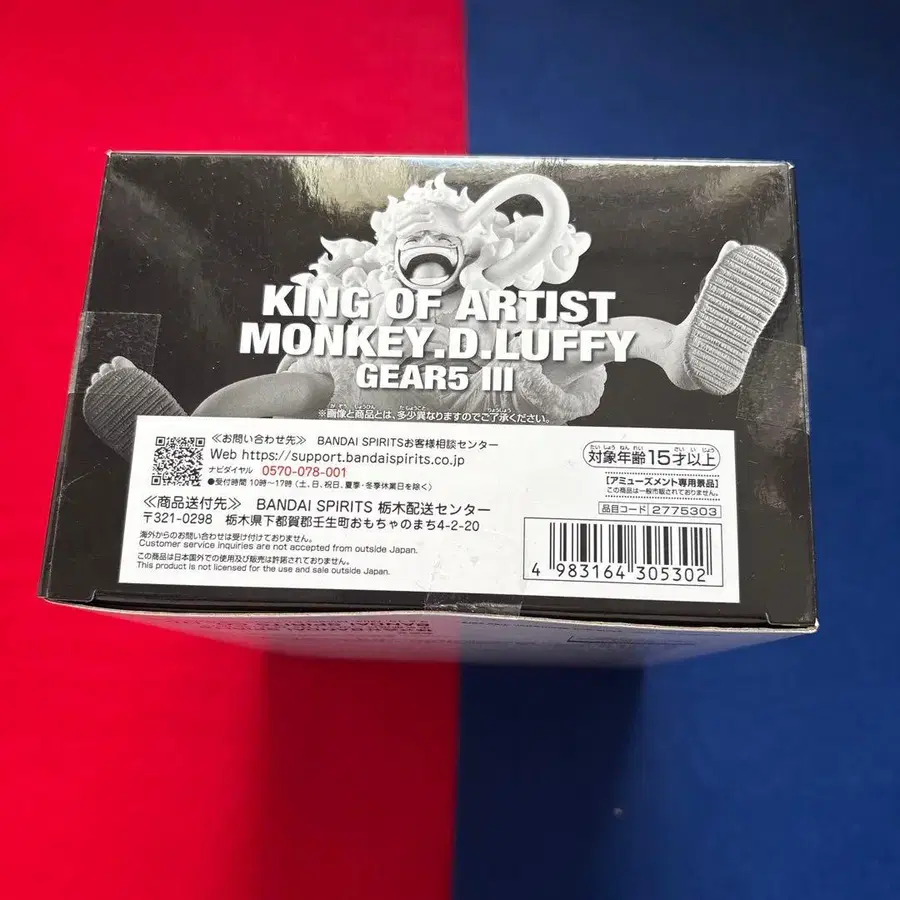 KING OF ARTIST
MONKEY.D.LUFFY
GEAR5 III
※画像と商品とは、多少異なりますのでご了承ください。
≪お問い合わせ先≫ BANDAI SPIRITSお客様相談センター
Web https://support.bandaispirits.co.jp
ナビダイヤル 0570-078-001
●受付時間 10時～17時（土、日、祝日、夏季・冬季休業日を除く）
≪商品送付先≫ BANDAI SPIRITS 栃木配送センター
〒321-0298 栃木県下都賀郡壬生町おもちゃのまち4-2-20
海外からのお問い合わせは受け付けておりません。
Customer service inquiries are not accepted from outside Japan.
この商品は日本国外での使用及び販売は許諾されておりません。
This product is not licensed for the use and sale outside Japan.
対象年齢15才以上
【アミューズメント専用景品】
この商品は一般市販されておりません。
品目コード 2775303
4 983164 305302